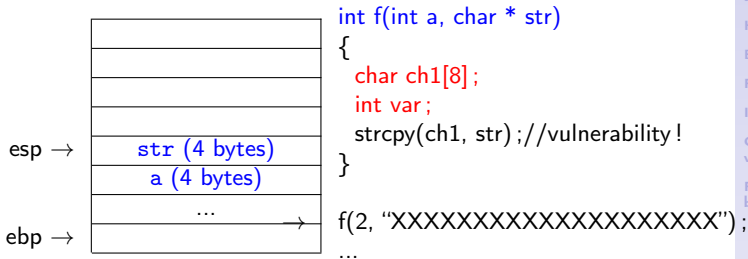 int f(int a, char * str)
{
char ch1[8] ;
int var ;
strcpy(ch1, str) ;//vulnerability !
}
f(2, “XXXXXXXXXXXXXXXXXXXX”) ;
...
esp →
str (4 bytes)
a (4 bytes)
...
→
ebp →